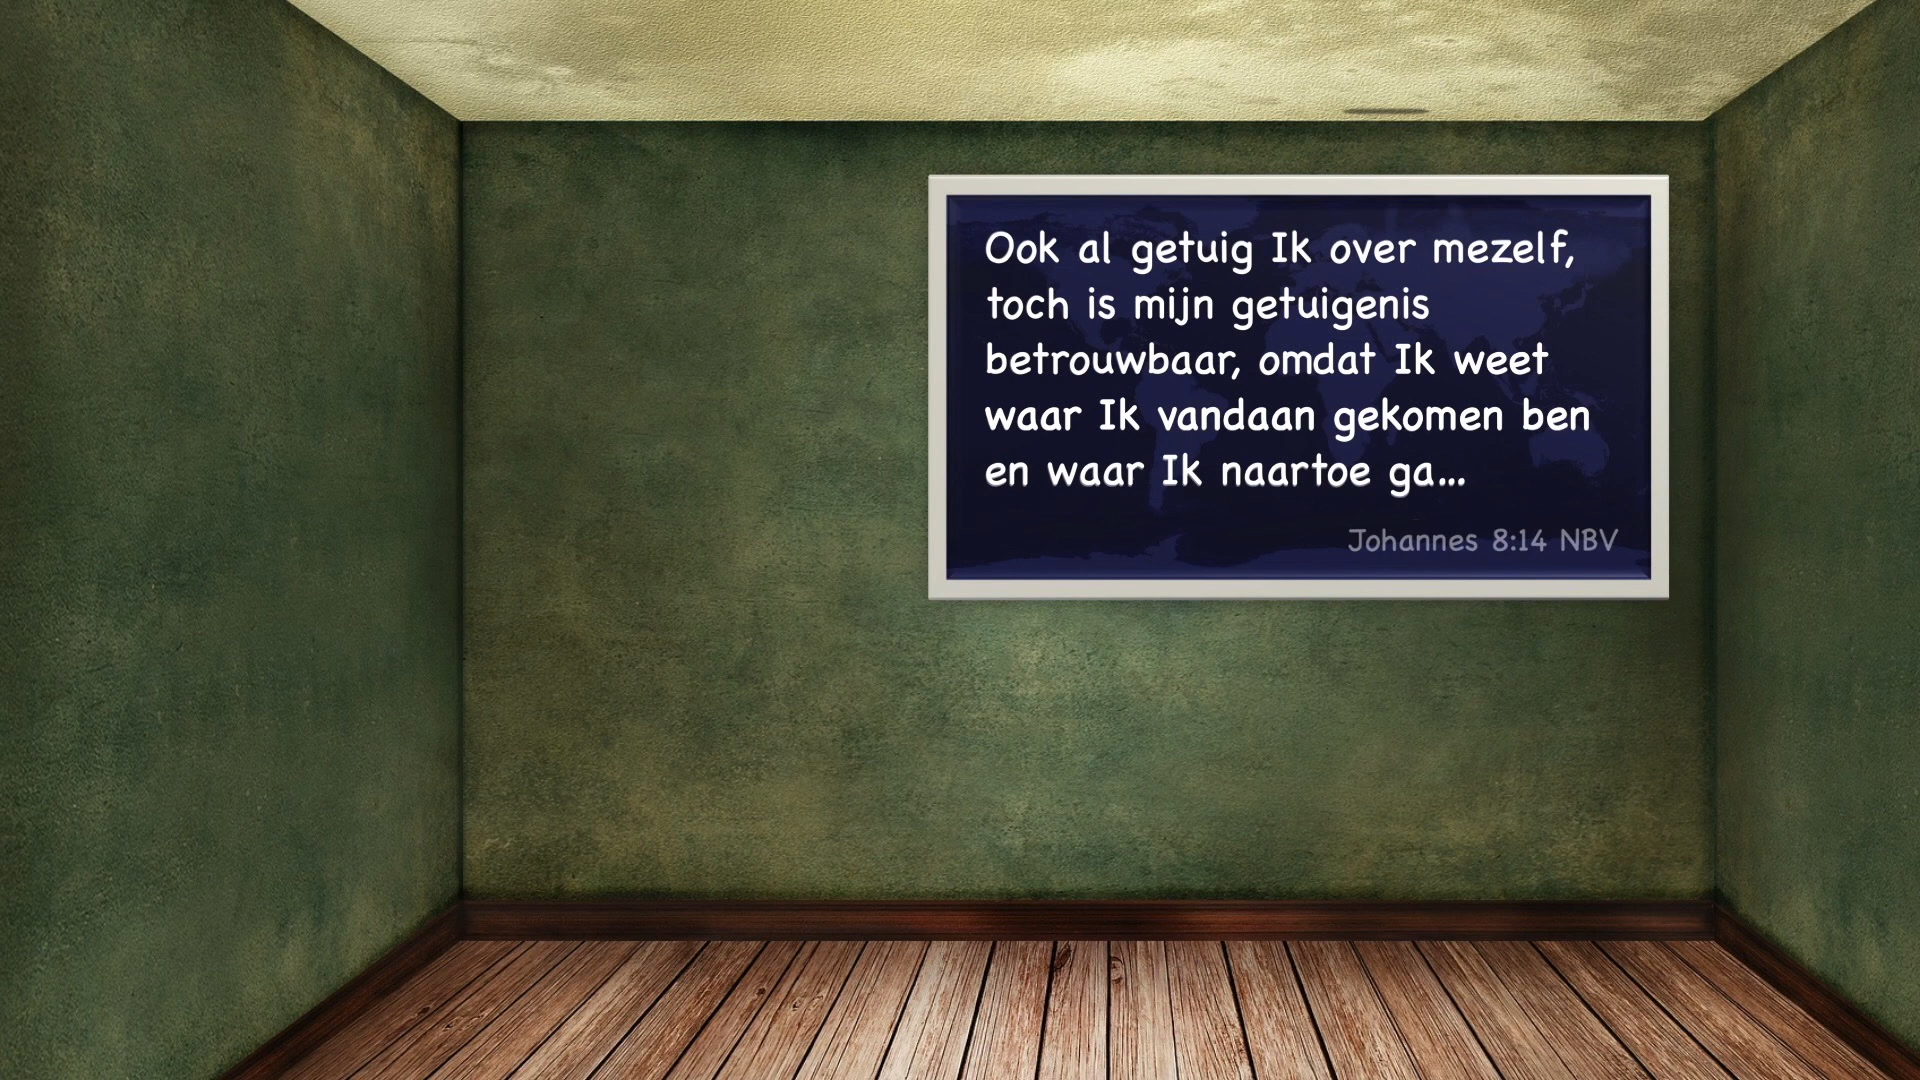 Ook al getuig Ik over mezelf,
toch is mijn getuigenis
betrouwbaar, omdat Ik weet
waar Ik vandaan gekomen ben
en waar Ik naartoe ga...
Johannes 8:14 NBV